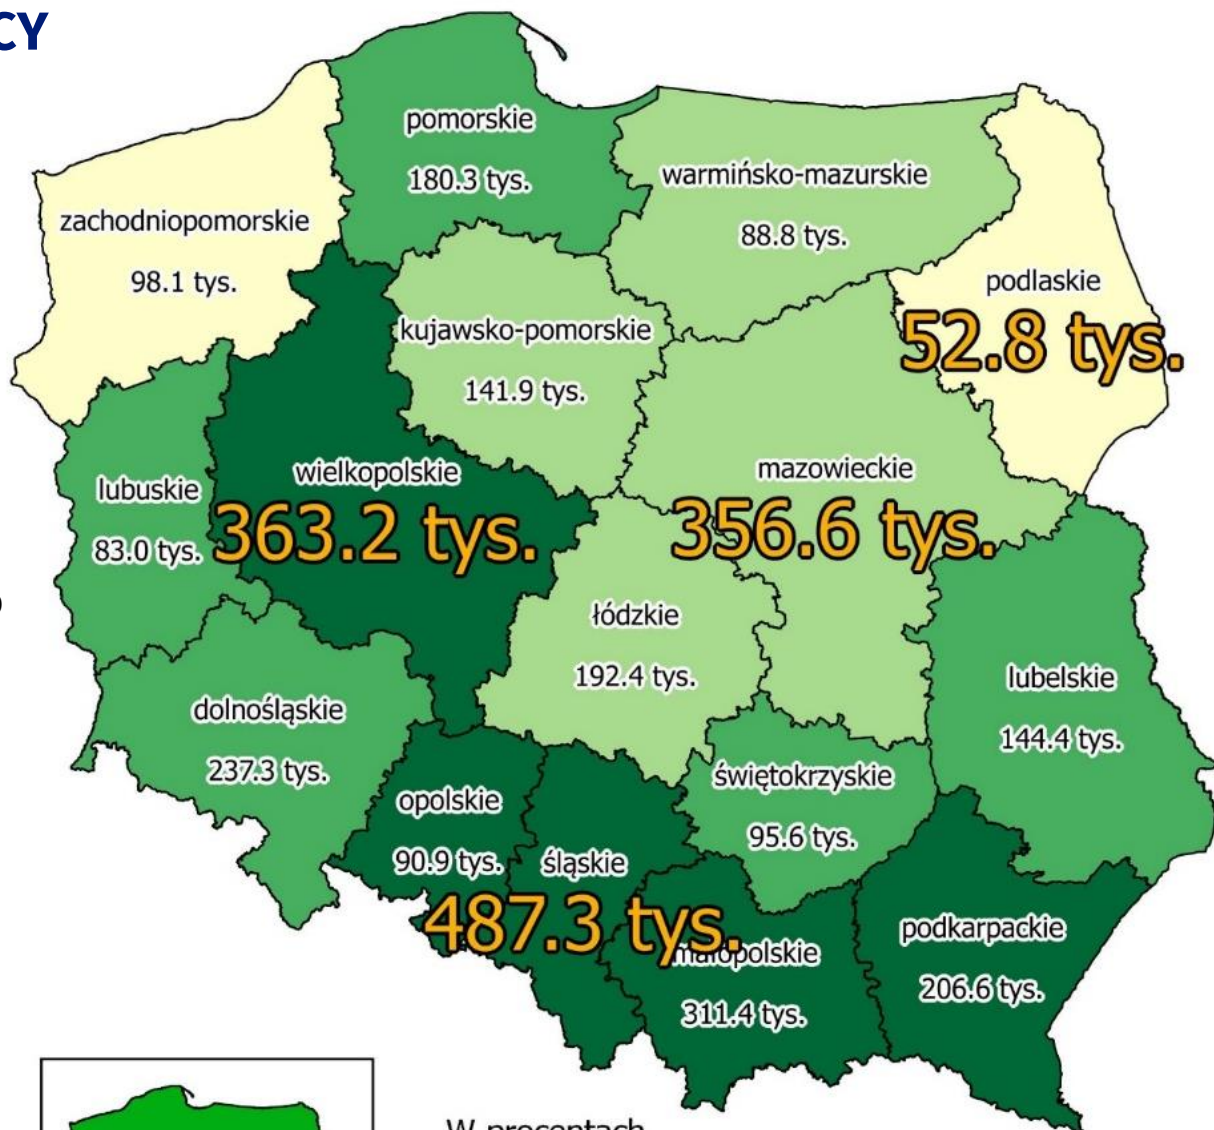 CY
pomorskie
180.3 tys.
warmińsko-mazurskie
88.8 tys.
zachodniopomorskie
98.1 tys.
podlaskie
52.8 tys.
kujawsko-pomorskie
141.9 tys.
wielkopolskie
363.2 tys.
mazowieckie
356.6 tys.
lubuskie
83.0 tys.
łódzkie
192.4 tys.
lubelskie
144.4 tys.
dolnośląskie
237.3 tys.
świętokrzyskie
95.6 tys.
opolskie
90.9 tys.
śląskie
487.3 tys.
małopolskie
311.4 tys.
podkarpackie
206.6 tys.
W procentach